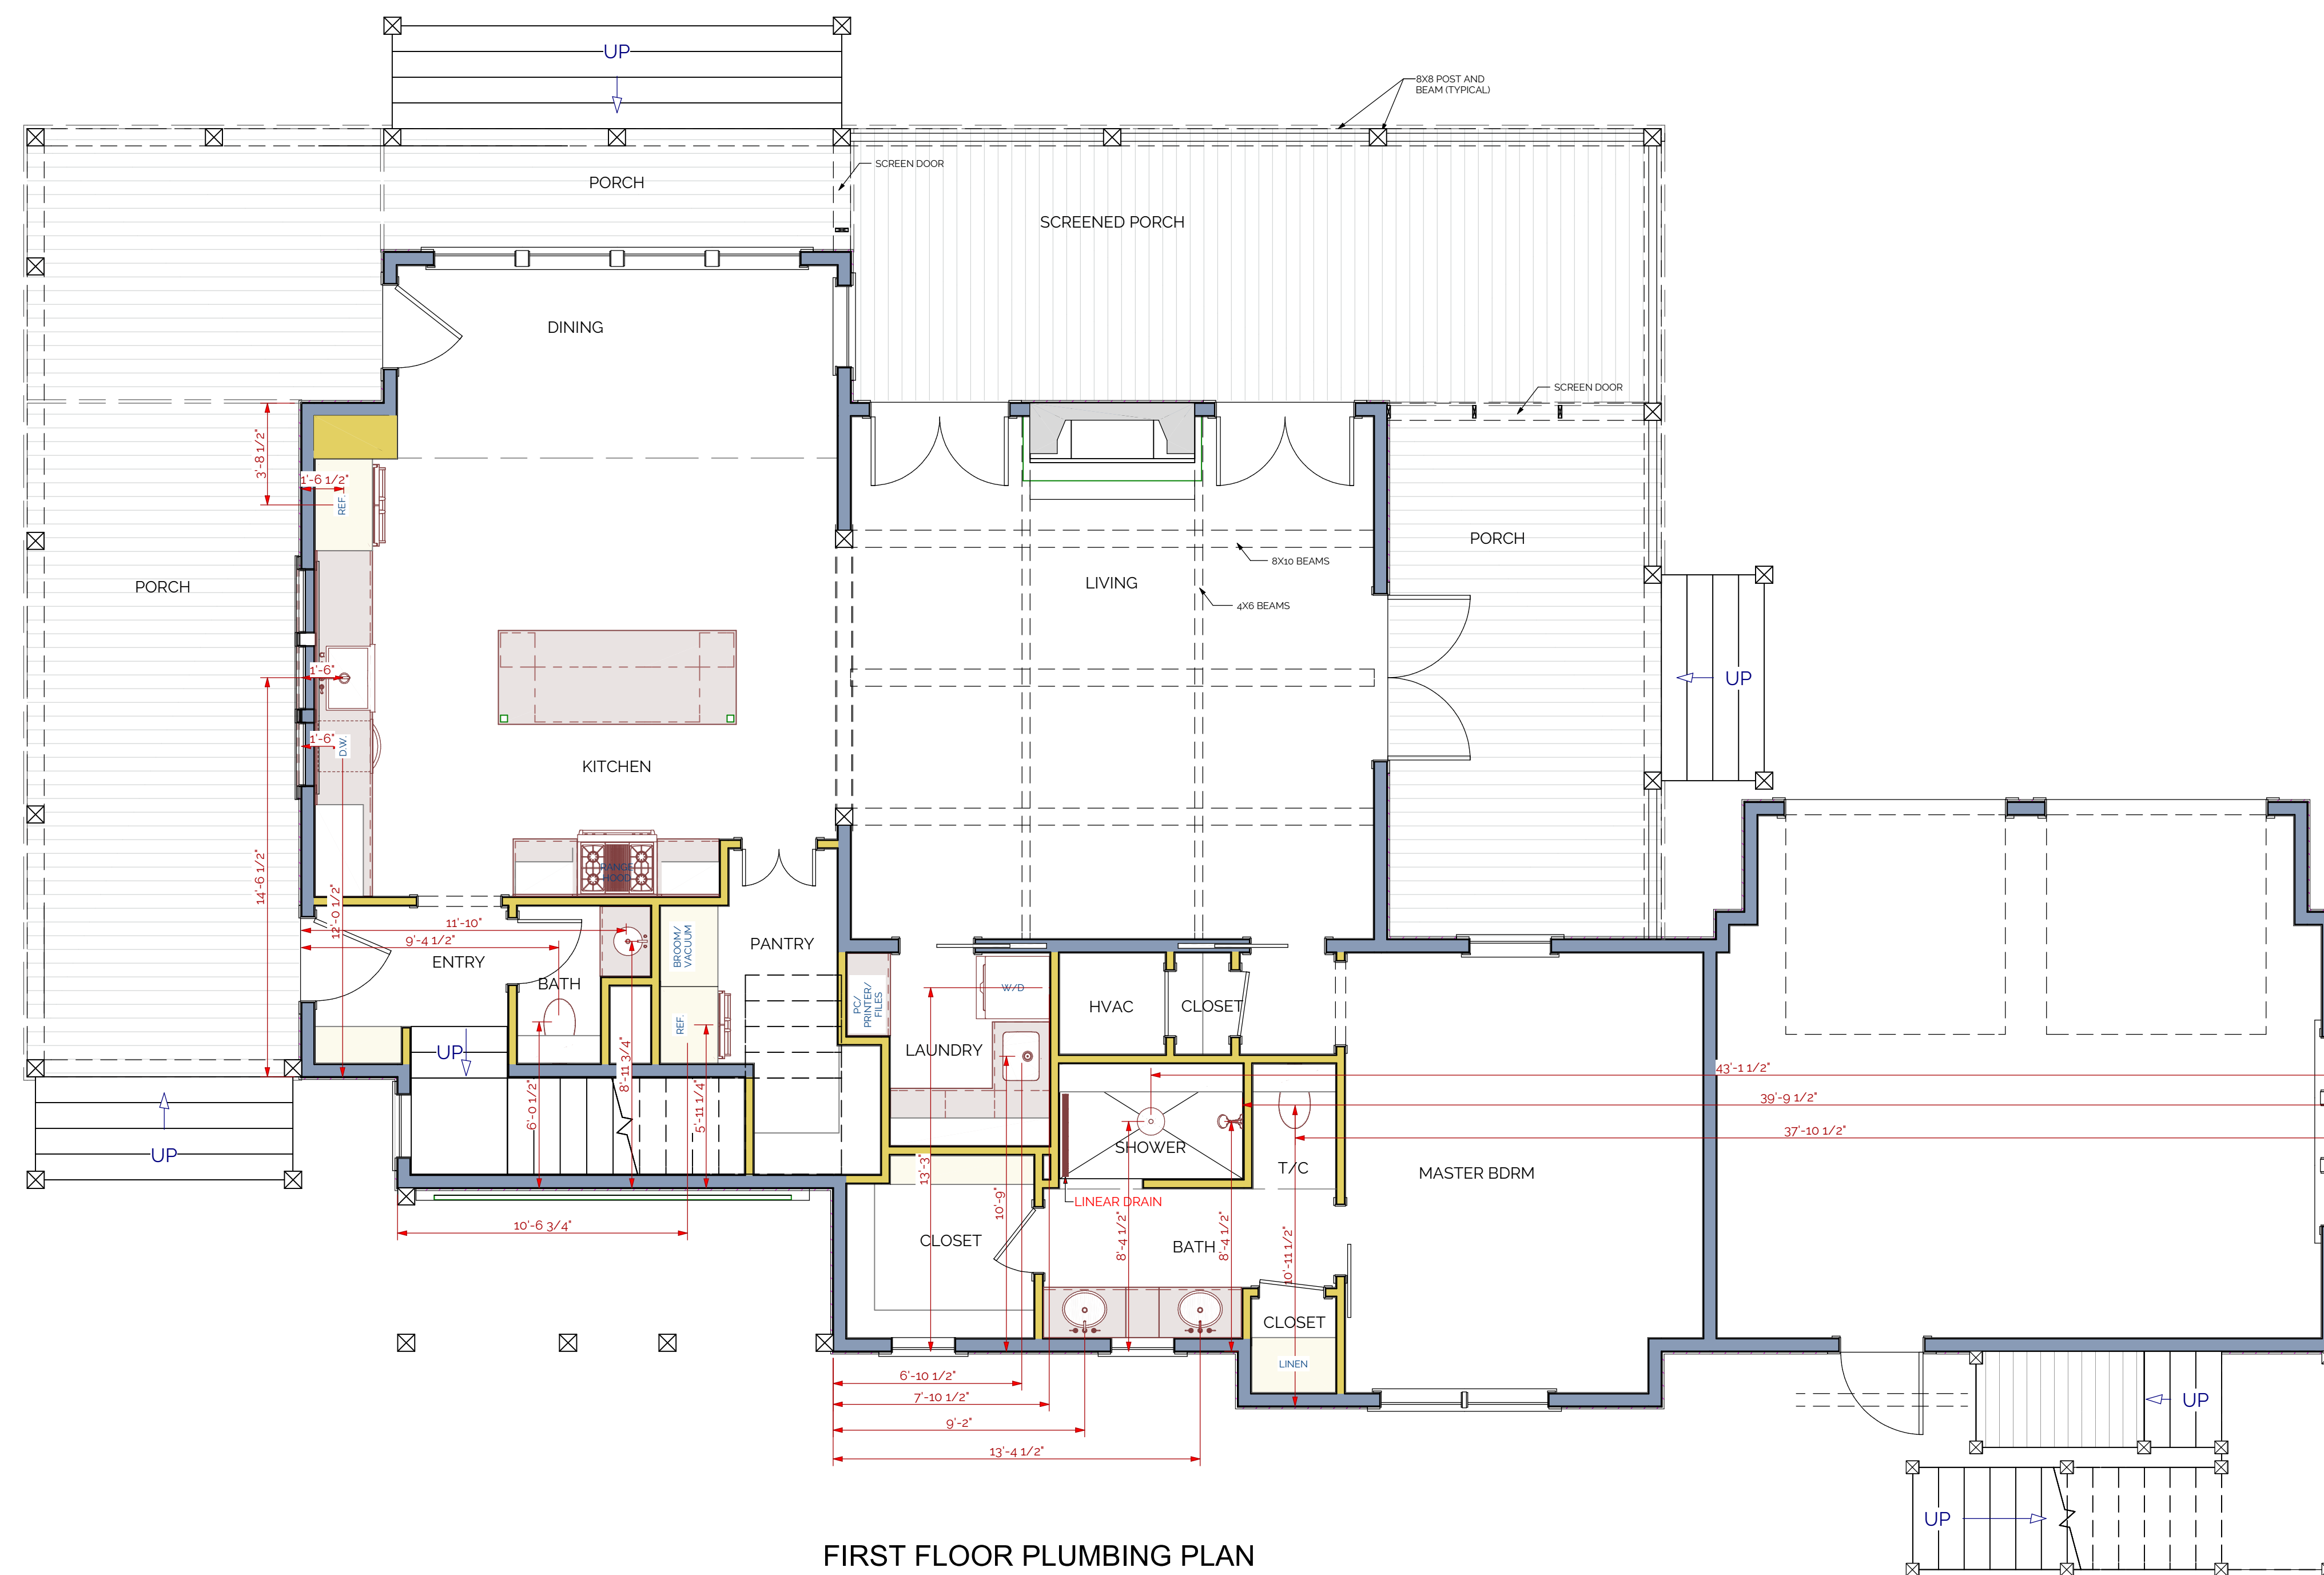 UP
8X8 POST AND
BEAM (TYPICAL)
SCREEN DOOR
PORCH
SCREENED PORCH
DINING
SCREEN DOOR
3'-8 1/2"
1'-6 1/2"
REF.
PORCH
8X10 BEAMS
PORCH
LIVING
4X6 BEAMS
1'-6"
UP
1'-6"
D.W.
KITCHEN
RANGE
HOOD
14'-6 1/2"
12'-0 1/2"
11'-10"
9'-4 1/2"
ENTRY
BATH
BROOM/
VACUUM
PANTRY
REF.
PC/
PRINTER/
FILES
W/D
HVAC
CLOSET
UP
LAUNDRY
8'-11 3/4"
6'-0 1/2"
5'-11 1/4"
43'-1 1/2"
39'-9 1/2"
37'-10 1/2"
UP
SHOWER
T/C
MASTER BDRM
13'-3"
10'-9"
LINEAR DRAIN
10'-6 3/4"
CLOSET
8'-4 1/2"
BATH
8'-4 1/2"
10'-11 1/2"
CLOSET
LINEN
6'-10 1/2"
7'-10 1/2"
9'-2"
13'-4 1/2"
UP
UP
FIRST FLOOR PLUMBING PLAN